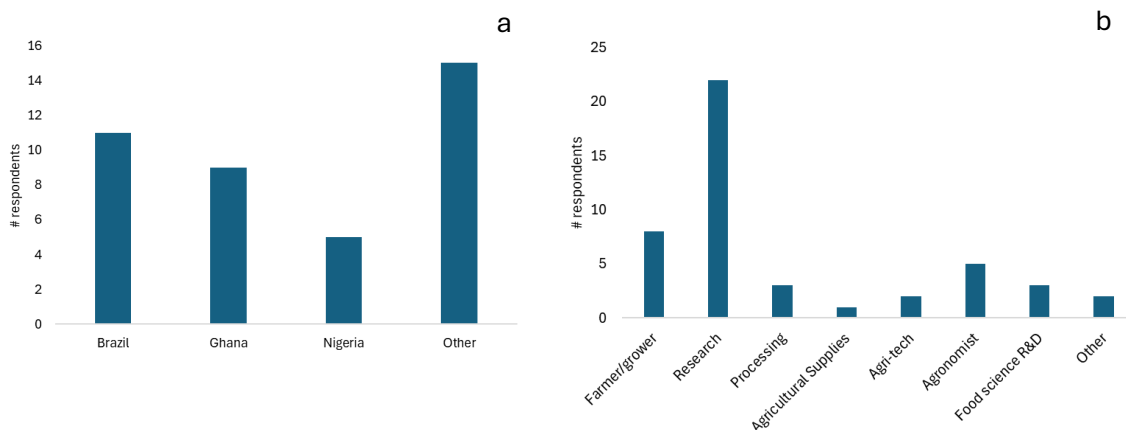 a
# respondents
16
14
12
10
8
6
4
2
0
Brazil
Ghana
Nigeria
Other
b
# respondents
25
20
15
10
5
0
Farmer/grower
Research
Processing
Agricultural Supplies
Agri-tech
Agronomist
Food science R&D
Other